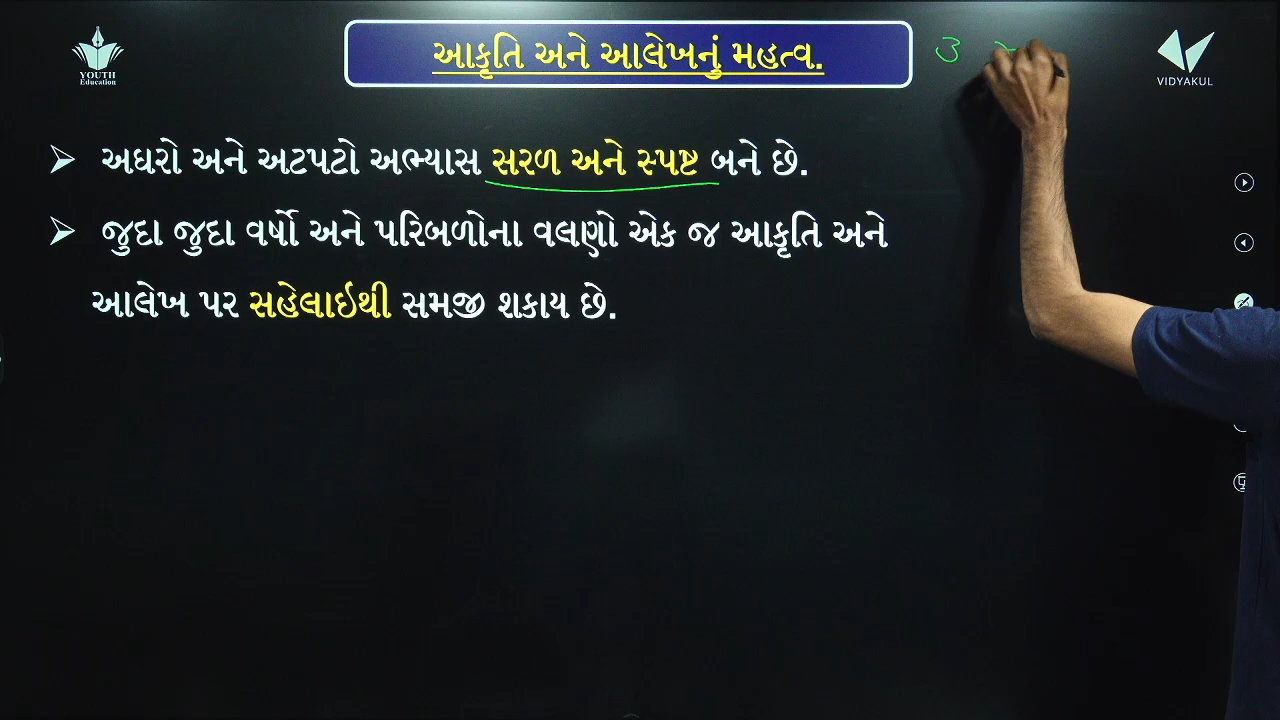 આકૃતિ અને આલેખનું મહત્વ.
YOUTH
Education
VIDYAKUL
અઘરો અને અટપટો અભ્યાસ સરળ અને સ્પષ્ટ બને છે.
જુદા જુદા વર્ષો અને પરિબળોના વલણો એક જ આકૃતિ અને
આલેખ પર સહેલાઇથી સમજી શકાય છે.